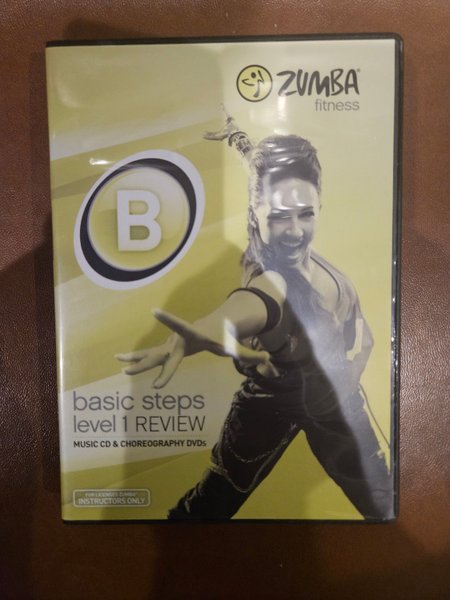 ZUMBA®
fitness
B
basic steps
level 1 REVIEW
MUSIC CD & CHOREOGRAPHY DVDs
FOR LICENSED ZUMBA®
INSTRUCTORS ONLY